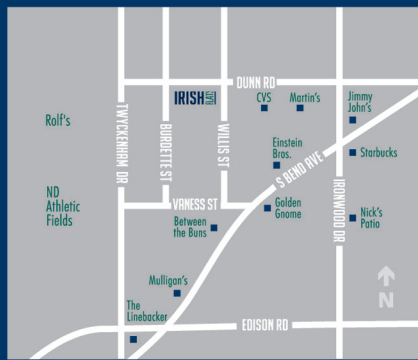 DUNN RD
IRISH
FLATS
CVS
Martin's
Jimmy
John's
Rolf's
TWYCKENHAM DR
BURDETTE ST
WILLIS ST
Einstein
Bros.
S BEND AVE
Starbucks
ND
Athletic
Fields
VANESS ST
IRONWOOD DR
Golden
Gnome
Nick's
Patio
Between
the Buns
Mulligan's
The
Linebacker
EDISON RD
N